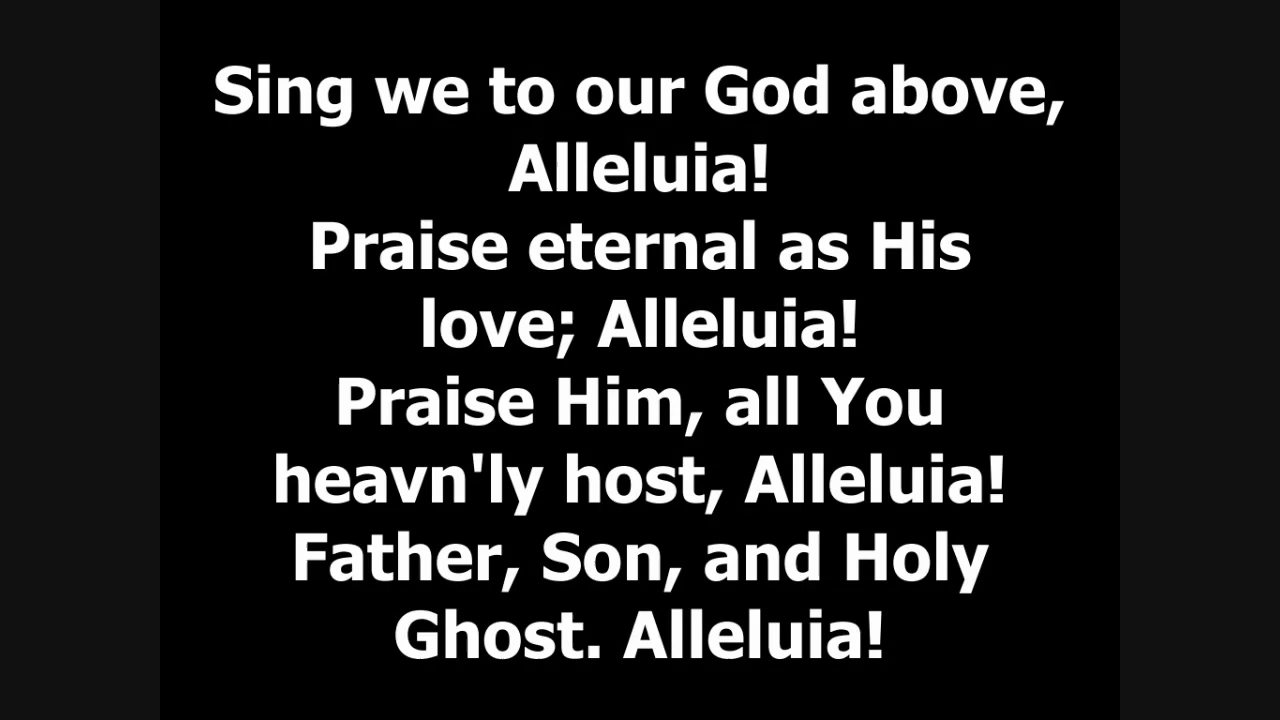 Sing we to our God above,
Alleluia!
Praise eternal as His
love; Alleluia!
Praise Him, all You
heavn'ly host, Alleluia!
Father, Son, and Holy
Ghost. Alleluia!